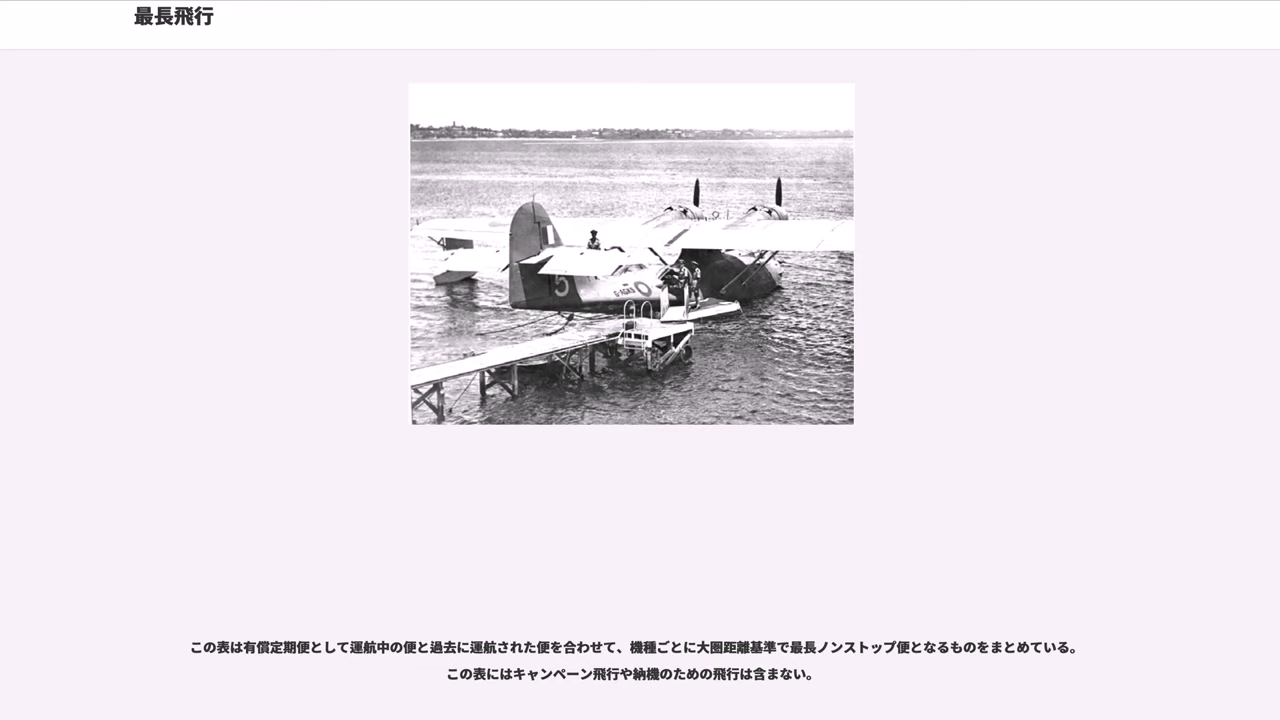 最長飛行
5
この表は有償定期便として運航中の便と過去に運航された便を合わせて、機種ごとに大圏距離基準で最長ノンストップ便となるものをまとめている。
この表にはキャンペーン飛行や納機のための飛行は含まない。